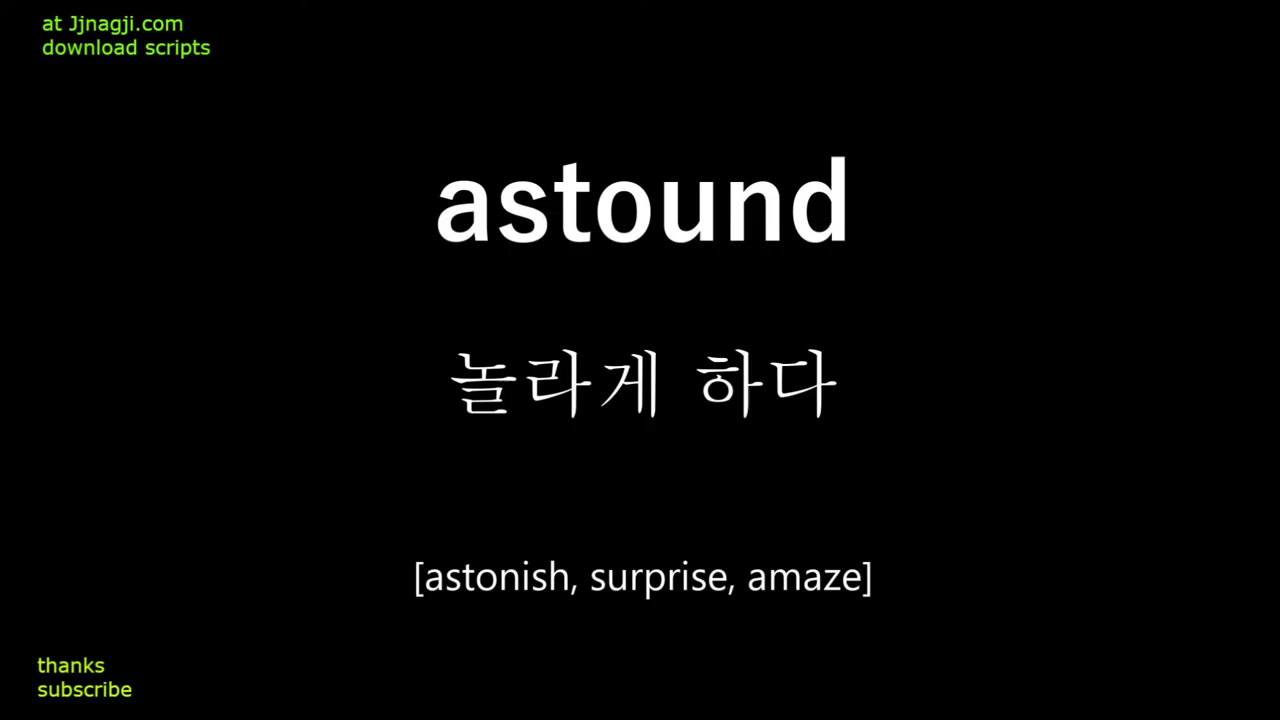 at Jjnagji.com
download scripts
astound
놀라게 하다
[astonish, surprise, amaze]
thanks
subscribe